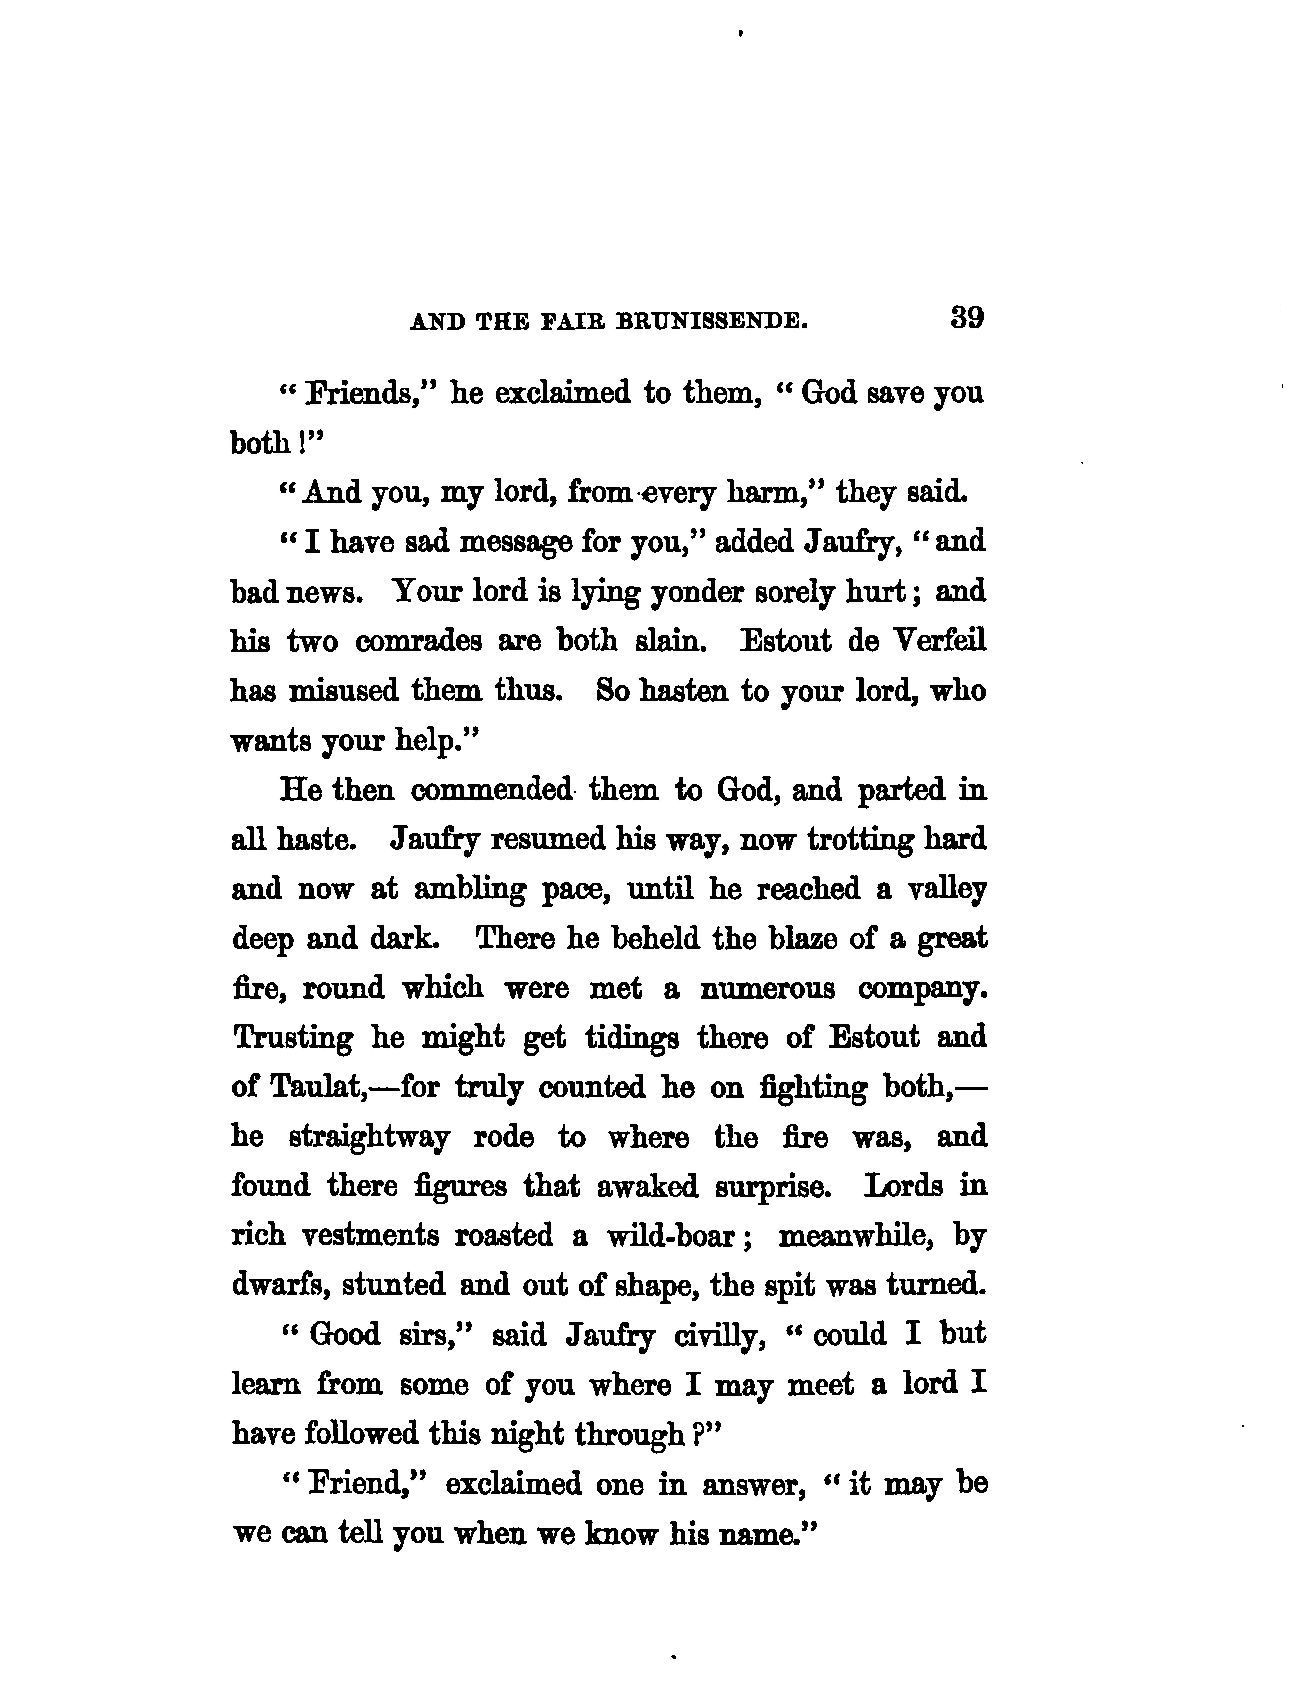 AND THE FAIR BRUNISSENDE. 39
“ Friends,” he exclaimed to them, “ God save you
both !”
“ And you, my lord, from every harm,” they said.
“ I have sad message for you,” added Jaufry, “ and
bad news. Your lord is lying yonder sorely hurt ; and
his two comrades are both slain. Estout de Verfeil
has misused them thus. So hasten to your lord, who
wants your help.”
He then commended them to God, and parted in
all haste. Jaufry resumed his way, now trotting hard
and now at ambling pace, until he reached a valley
deep and dark. There he beheld the blaze of a great
fire, round which were met a numerous company.
Trusting he might get tidings there of Estout and
of Taulat,—for truly counted he on fighting both,—
he straightway rode to where the fire was, and
found there figures that awaked surprise. Lords in
rich vestments roasted a wild-boar ; meanwhile, by
dwarfs, stunted and out of shape, the spit was turned.
“ Good sirs,” said Jaufry civilly, “ could I but
learn from some of you where I may meet a lord I
have followed this night through ?”
“ Friend,” exclaimed one in answer, “ it may be
we can tell you when we know his name.”